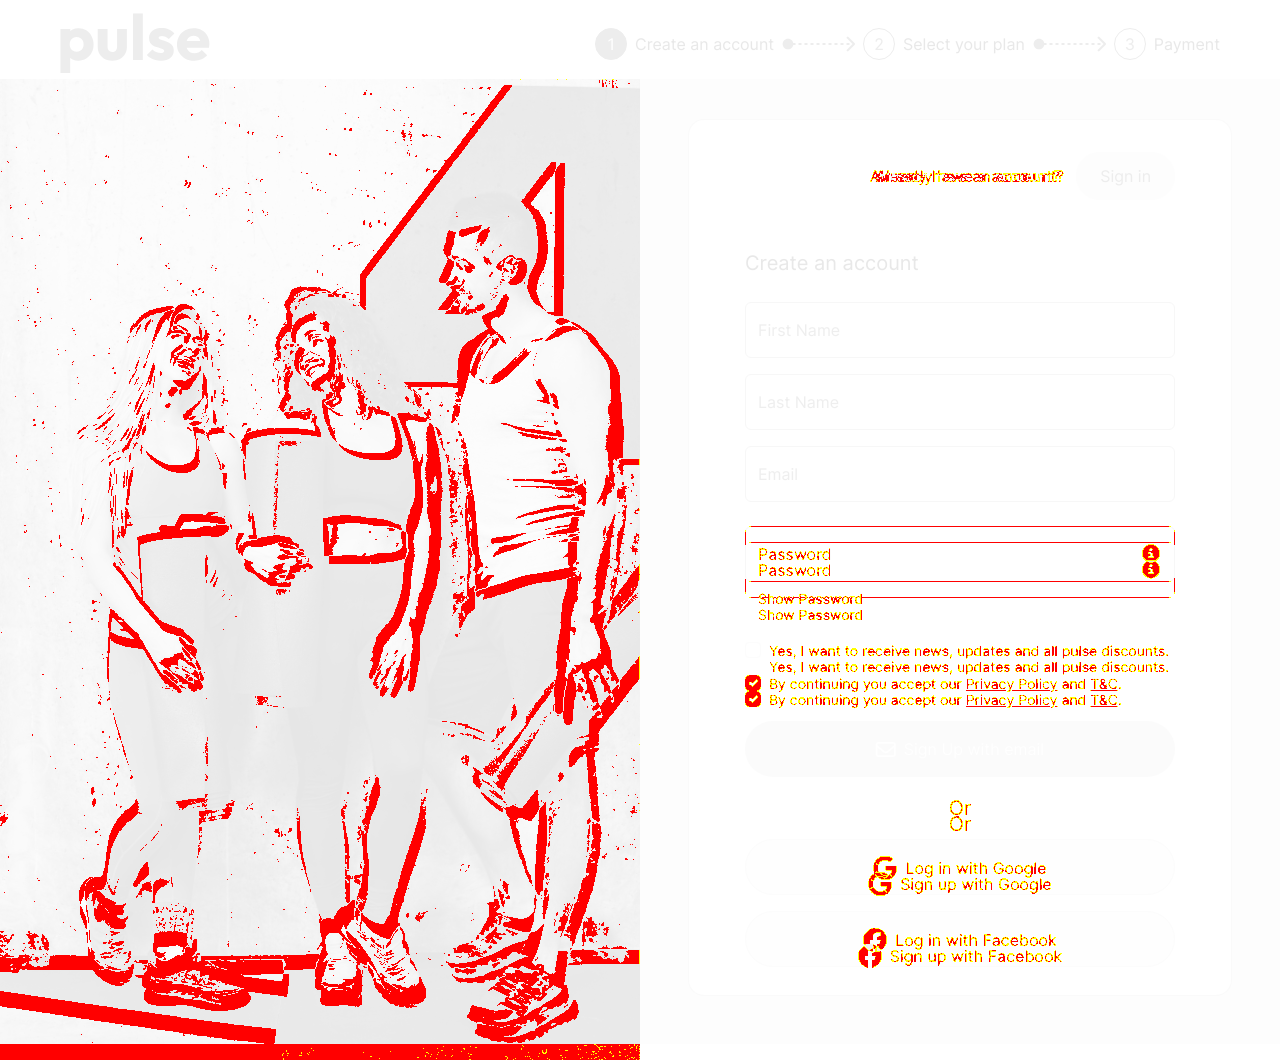 pulse
1 Create an account 2 Select your plan 3 Payment
Already have an account? Sign In
Create an account
First Name
Last Name
Email
Password
Password
Show Password
Show Password
Yes, I want to receive news, updates and all pulse discounts.
Yes, I want to receive news, updates and all pulse discounts.
By continuing you accept our Privacy Policy and T&C.
By continuing you accept our Privacy Policy and T&C.
Or
Or
Log in with Google
Sign up with Google
Log in with Facebook
Sign up with Facebook